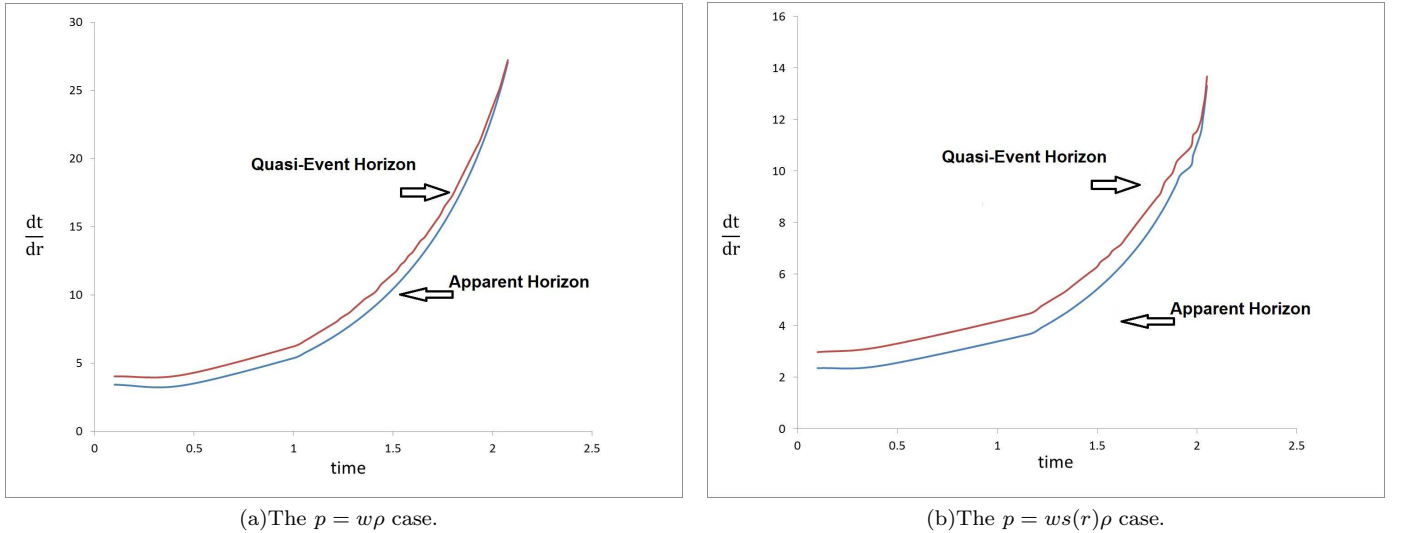 30
25
20
15
10
5
0
0 0.5 1 1.5 2 2.5
dt
dr
time
Quasi-Event Horizon
Apparent Horizon
(a)The p = wρ case.
16
14
12
10
8
6
4
2
0
0 0.5 1 1.5 2 2.5
dt
dr
time
Quasi-Event Horizon
Apparent Horizon
(b)The p = ws(r)ρ case.